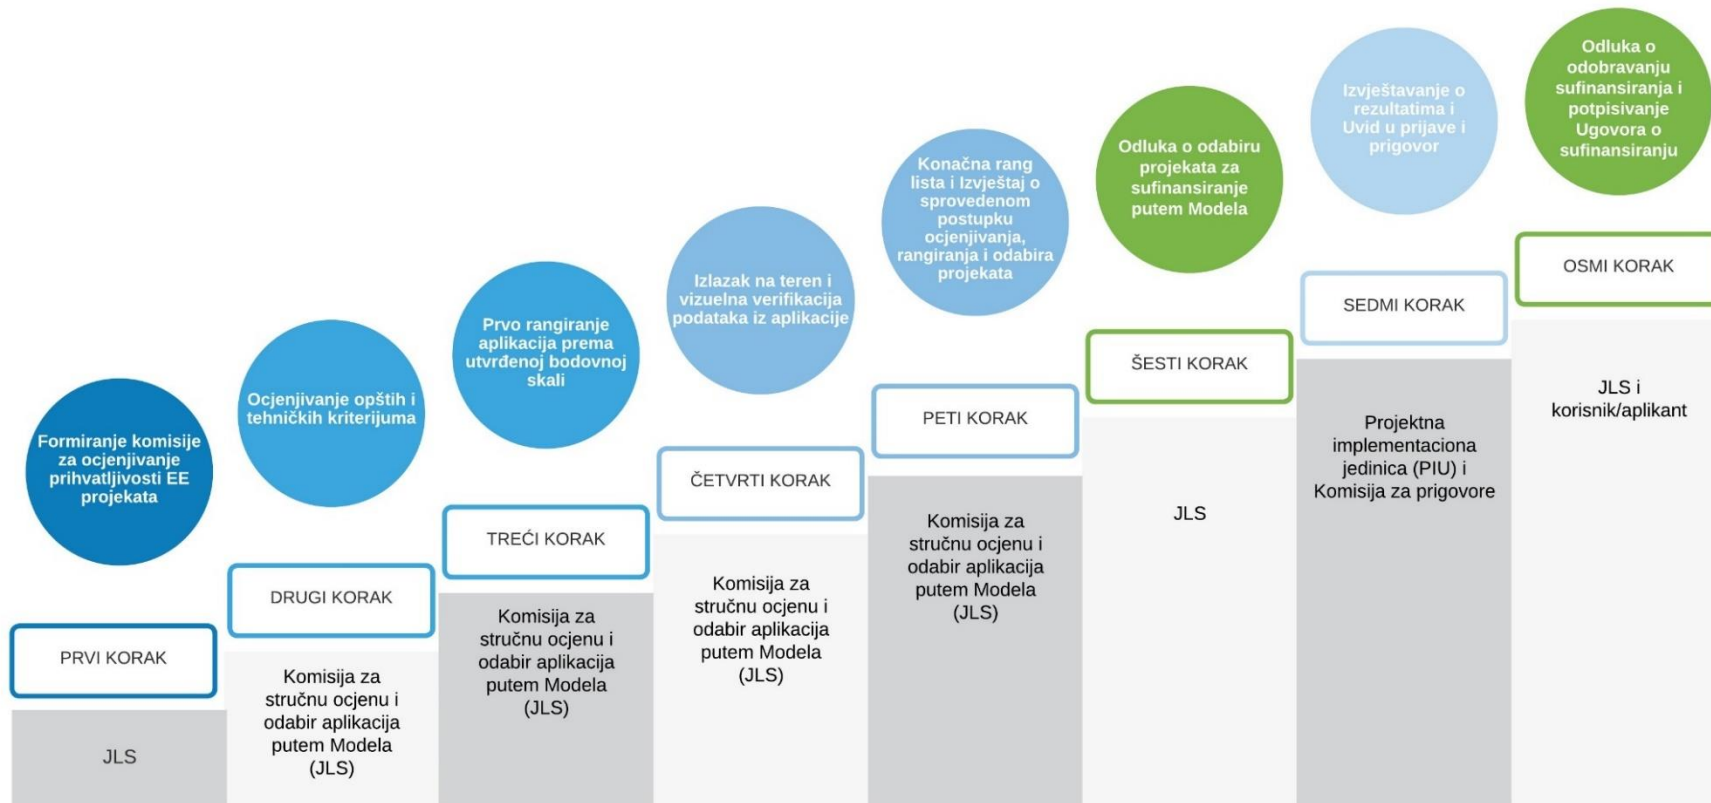 Formiranje komisije
za ocjenjivanje
prihvatljivosti EE
projekata
PRVI KORAK
JLS
Ocjenjivanje opštih i
tehničkih kriterijuma
DRUGI KORAK
Komisija za
stručnu ocjenu i
odabir aplikacija
putem Modela
(JLS)
Prvo rangiranje
aplikacija prema
utvrđenoj bodovnoj
skali
TREĆI KORAK
Komisija za
stručnu ocjenu i
odabir aplikacija
putem Modela
(JLS)
Izlazak na teren i
vizuelna verifikacija
podataka iz aplikacije
ČETVRTI KORAK
Komisija za
stručnu ocjenu i
odabir aplikacija
putem Modela
(JLS)
Konačna rang
lista i Izvještaj o
sprovedenom
postupku
ocjenjivanja,
rangiranja i odabira
projekata
PETI KORAK
Komisija za
stručnu ocjenu i
odabir aplikacija
putem Modela
(JLS)
Odluka o odabiru
projekata za
sufinansiranje
putem Modela
ŠESTI KORAK
JLS
Izvještavanje o
rezultatima i
Uvid u prijave i
prigovor
SEDMI KORAK
Projektna
implementaciona
jedinica (PIU) i
Komisija za prigovore
Odluka o
odobravanju
sufinansiranja i
potpisivanje
Ugovora o
sufinansiranju
OSMI KORAK
JLS i
korisnik/aplikant